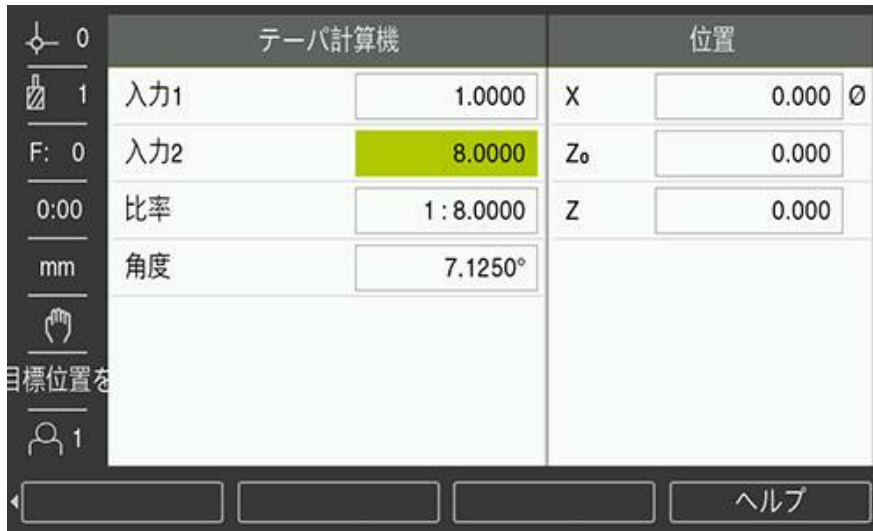 0
1
F: 0
0:00
mm
目標位置を
1
テーパ計算機
入力1 1.0000
入力2 8.0000
比率 1 : 8.0000
角度 7.1250°
位置
X 0.000 Ø
Z₀ 0.000
Z 0.000
ヘルプ